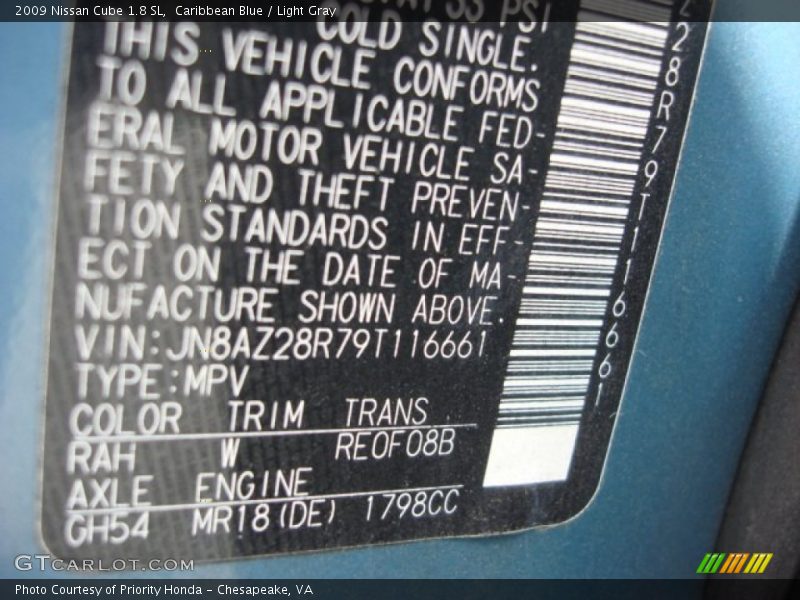 2009 Nissan Cube 1.8 SL,  Caribbean Blue / Light Gray
PSI
COLD SINGLE.
THIS VEHICLE CONFORMS
TO ALL APPLICABLE FED-
ERAL MOTOR VEHICLE SA-
FETY AND THEFT PREVEN-
TION STANDARDS IN EFF-
ECT ON THE DATE OF MA-
NUFACTURE SHOWN ABOVE.
VIN:JN8AZ28R79T116661
TYPE:MPV
COLOR TRIM TRANS
RAH W RE0F08B
AXLE ENGINE
GH54 MR18(DE) 1798CC
28R79T116661
GTCARLOT.COM
Photo Courtesy of Priority Honda - Chesapeake, VA